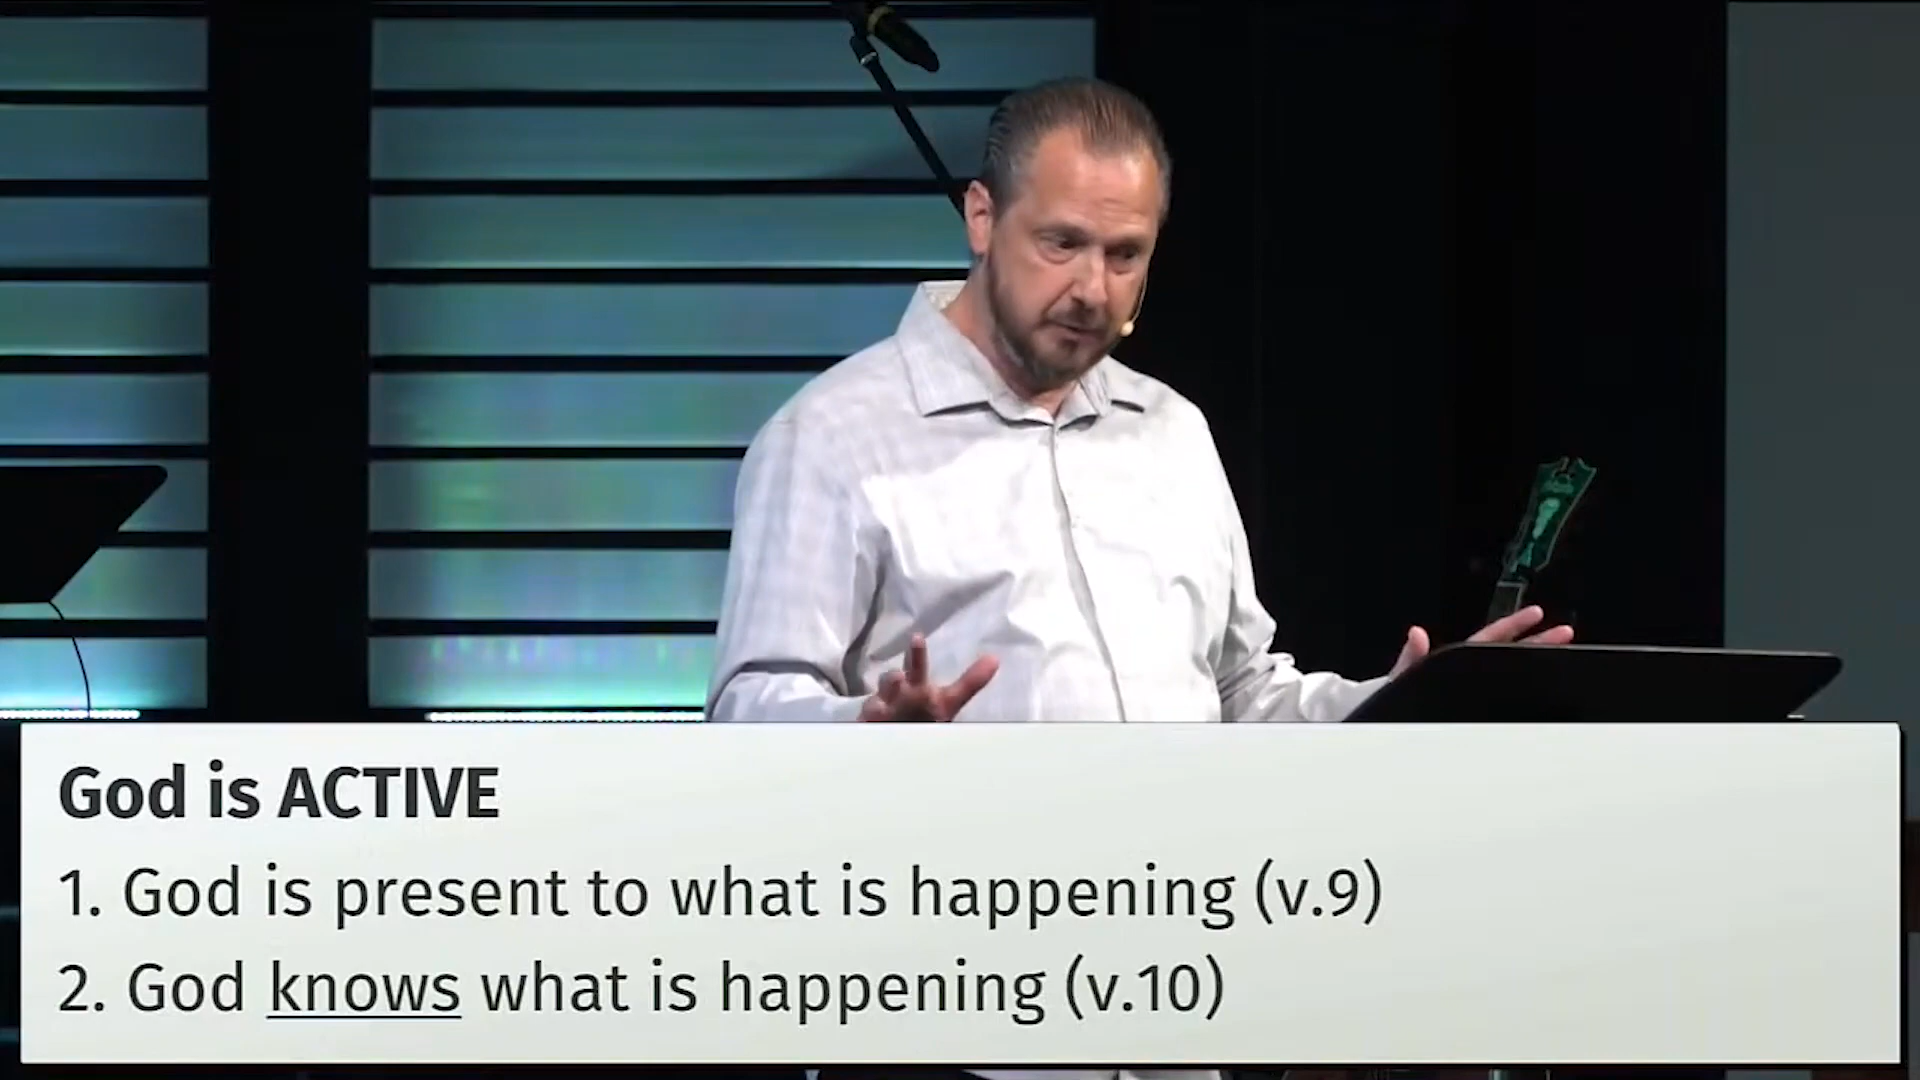 God is ACTIVE
1. God is present to what is happening (v.9)
2. God knows what is happening (v.10)